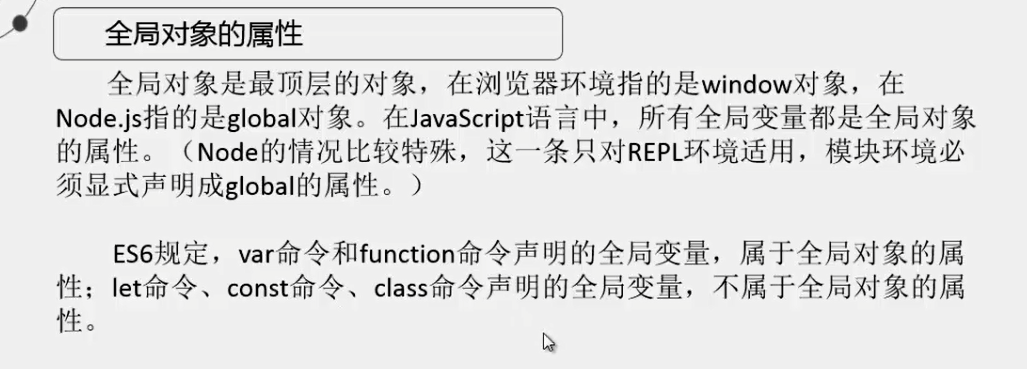 全局对象的属性
全局对象是最顶层的对象，在浏览器环境指的是window对象，在
Node.js指的是global对象。在JavaScript语言中，所有全局变量都是全局对象
的属性。（Node的情况比较特殊，这一条只对REPL环境适用，模块环境必
须显式声明成global的属性。）
ES6规定，var命令和function命令声明的全局变量，属于全局对象的属
性；let命令、const命令、class命令声明的全局变量，不属于全局对象的属
性。